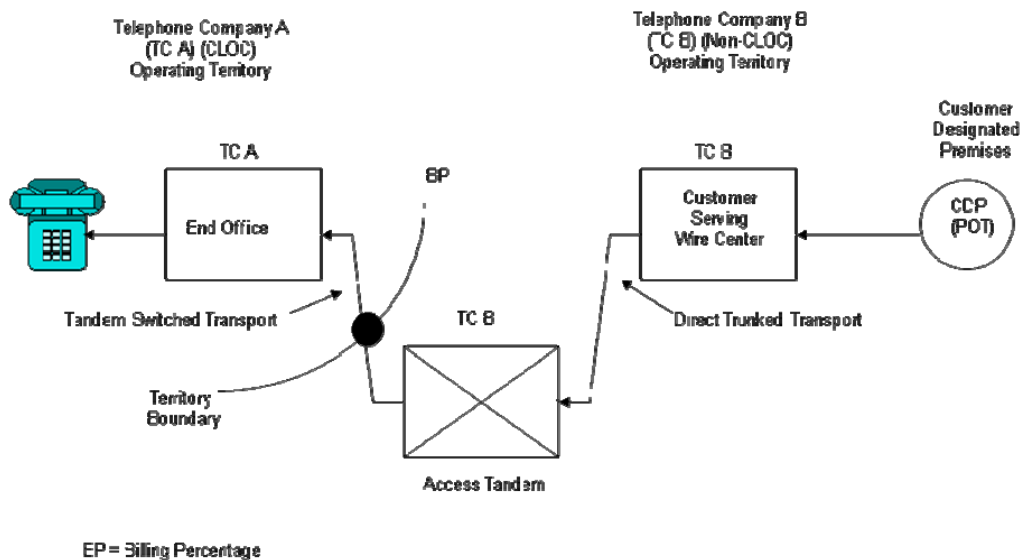 Telephone Company A
(TC A) (CLOC)
Operating Territory
Telephone Company B
(TC B) (Non-CLOC)
Operating Territory
Customer
Designated
Premises
TC A
BP
TC B
End Office
Customer
Serving
Wire Center
CCP
(POT)
Tandem Switched Transport
TC B
Direct Trunked Transport
Territory
Boundary
Access Tandem
EP = Billing Percentage